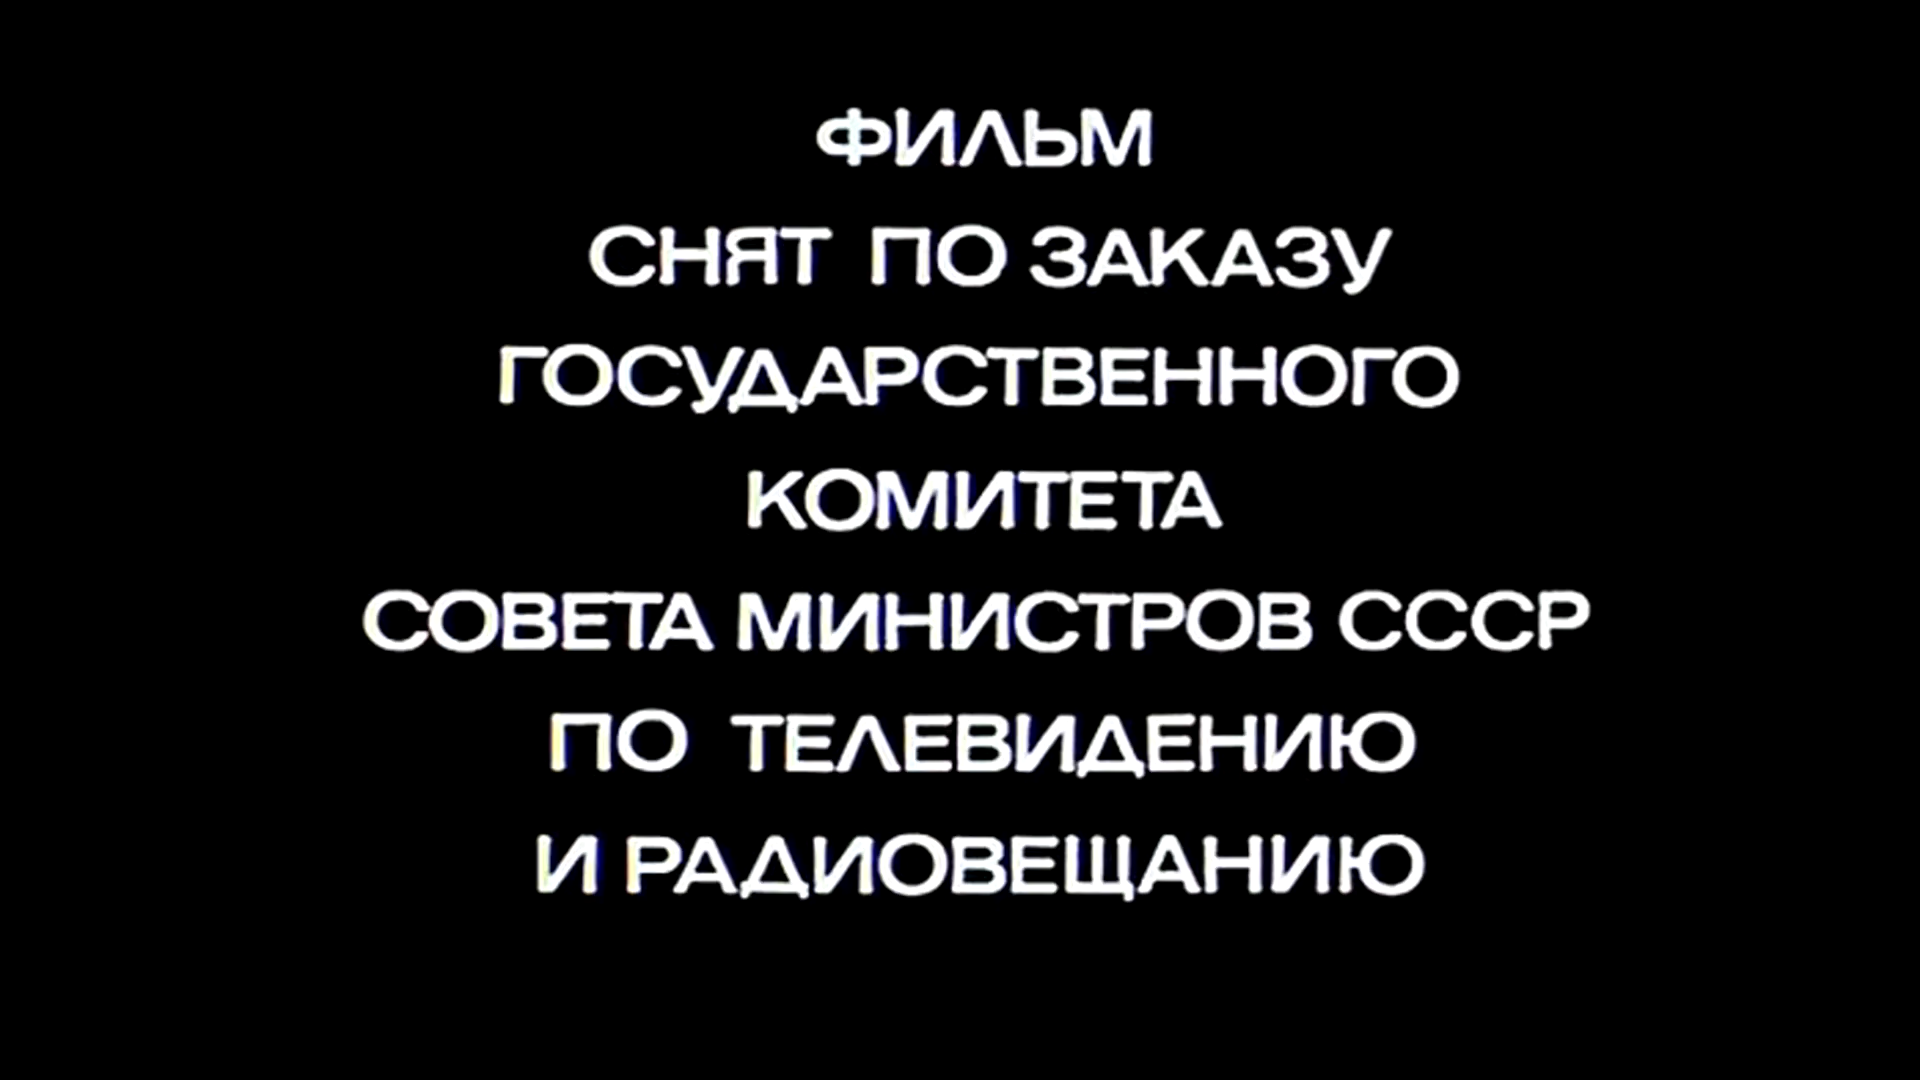 ФИЛЬМ
СНЯТ ПО ЗАКАЗУ
ГОСУДАРСТВЕННОГО
КОМИТЕТА
СОВЕТА МИНИСТРОВ СССР
ПО ТЕЛЕВИДЕНИЮ
И РАДИОВЕЩАНИЮ